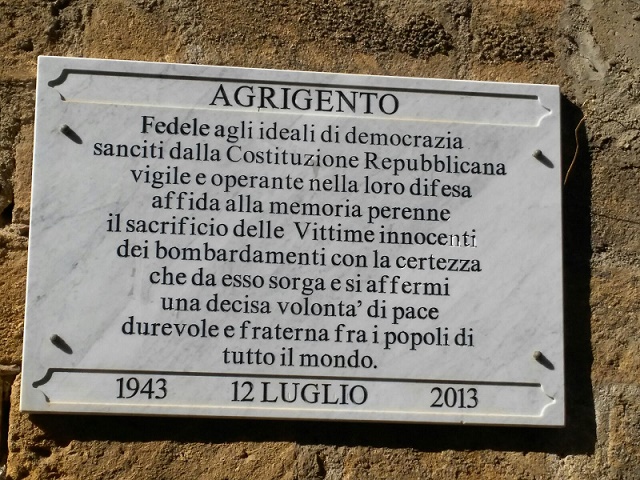 AGRIGENTO
Fedele agli ideali di democrazia
sanciti dalla Costituzione Repubblicana
vigile e operante nella loro difesa
affida alla memoria perenne
il sacrificio delle Vittime innocenti
dei bombardamenti con la certezza
che da esso sorga e si affermi
una decisa volonta' di pace
durevole e fraterna fra i popoli di
tutto il mondo.
1943 12 LUGLIO 2013